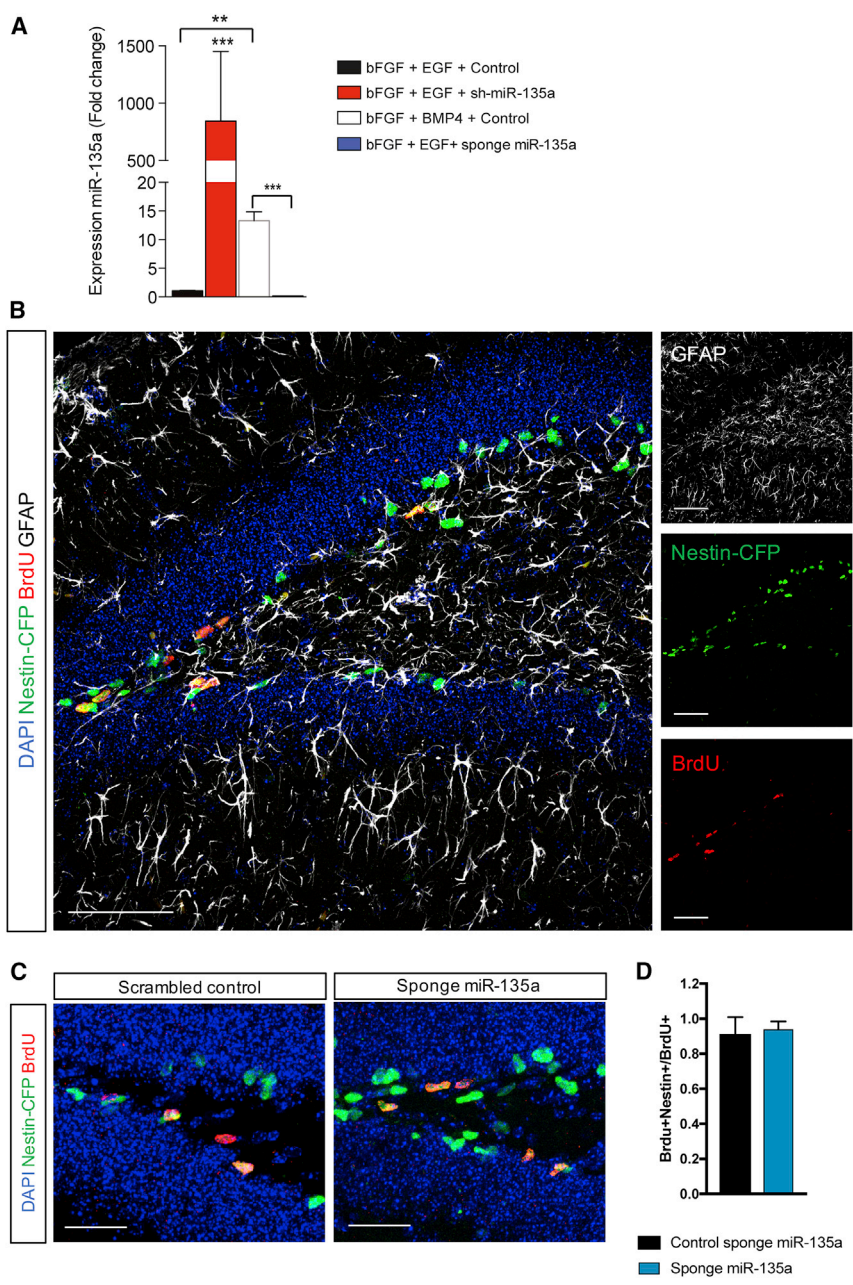 A
Expression miR-135a (Fold change)
1500
1000
500
20
15
10
5
0
**
***
***
bFGF + EGF + Control
bFGF + EGF + sh-miR-135a
bFGF + BMP4 + Control
bFGF + EGF+ sponge miR-135a
B
DAPI Nestin-CFP BrdU GFAP
GFAP
Nestin-CFP
BrdU
C
Scrambled control
Sponge miR-135a
DAPI Nestin-CFP BrdU
D
Brdu+Nestin+/BrdU+
1.2
1.0
0.8
0.6
0.4
0.2
0.0
Control sponge miR-135a
Sponge miR-135a